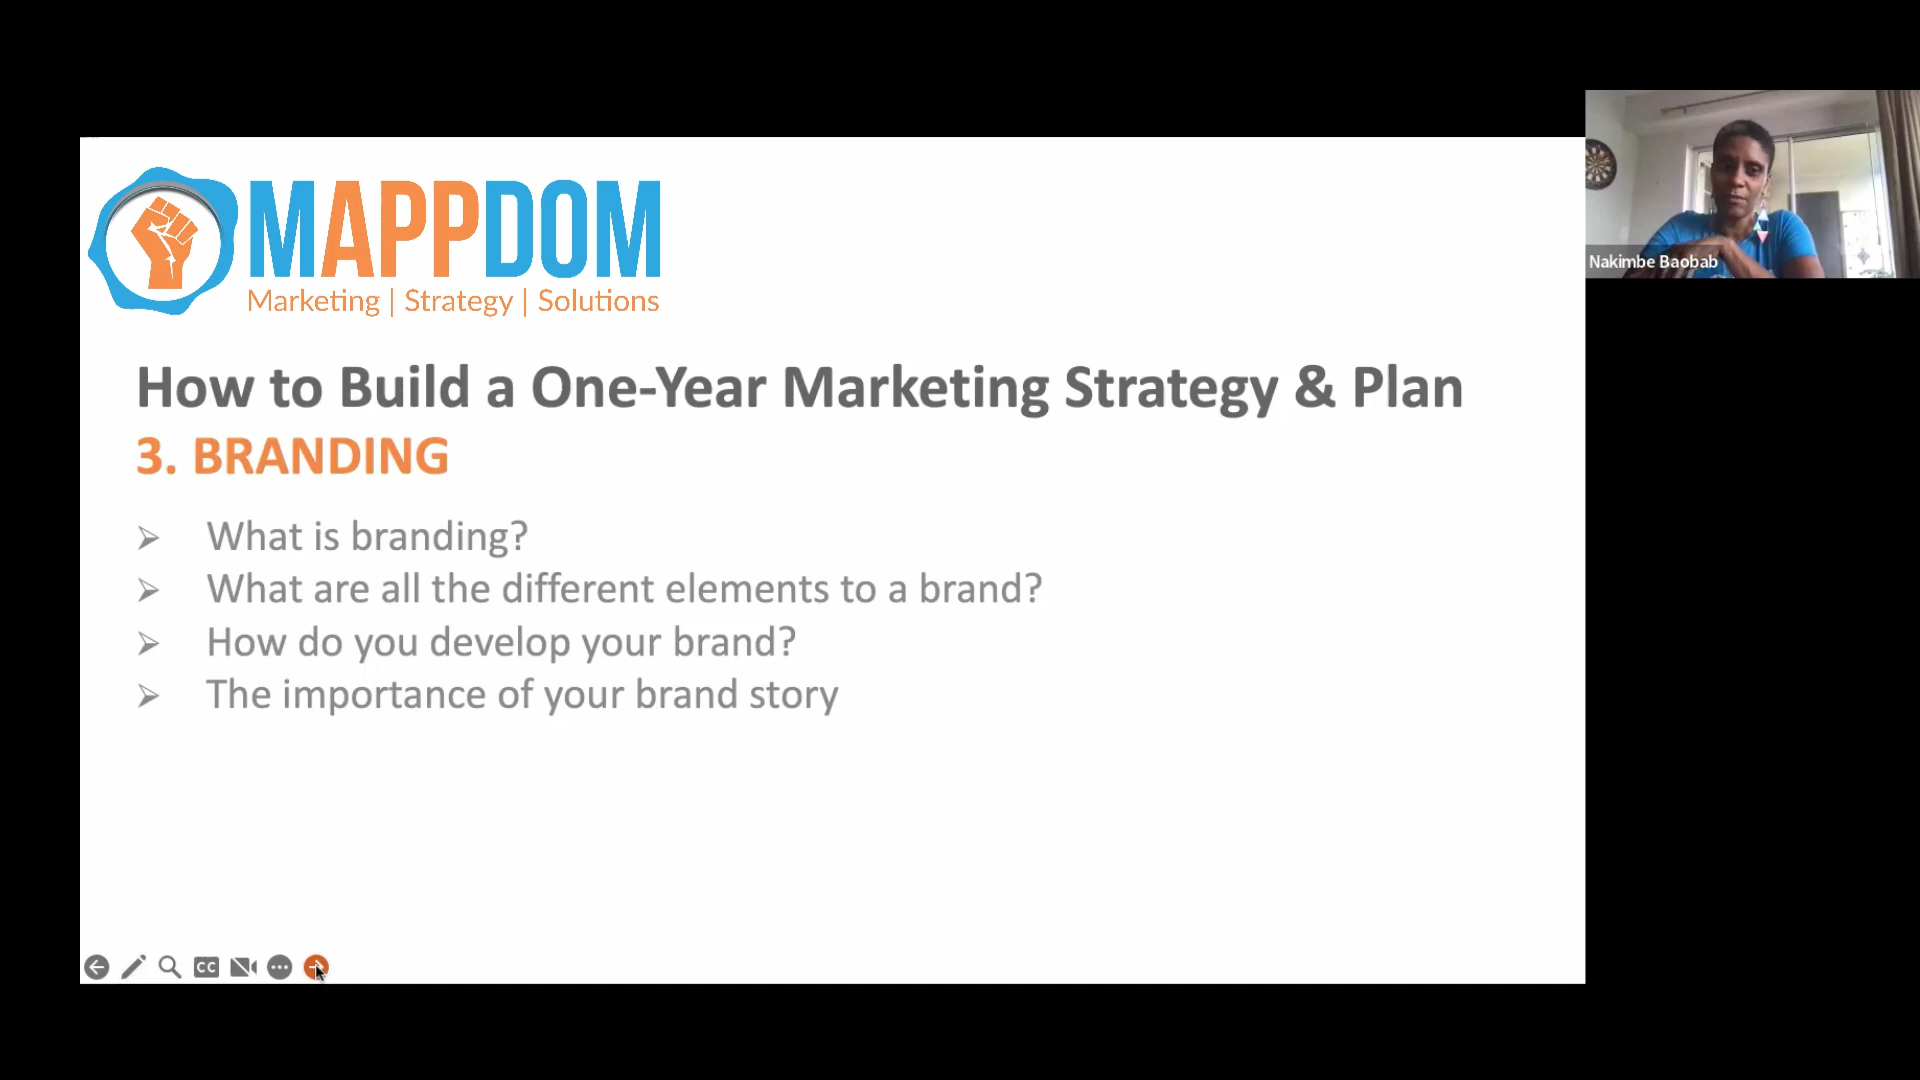 MAPPDOM
Marketing | Strategy | Solutions
How to Build a One-Year Marketing Strategy & Plan
3. BRANDING
➢ What is branding?
➢ What are all the different elements to a brand?
➢ How do you develop your brand?
➢ The importance of your brand story
CC
Nakimbe Baobab